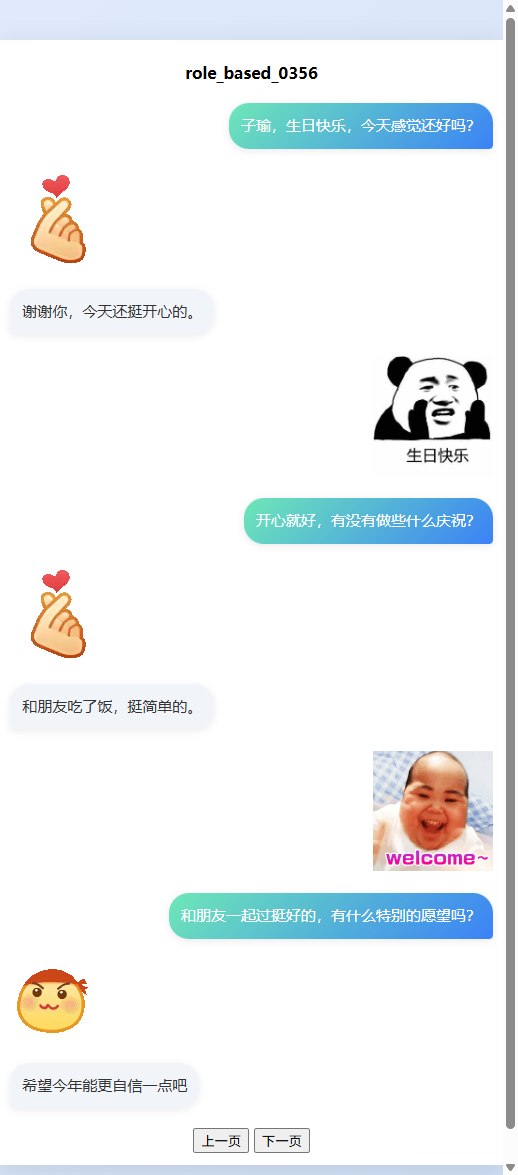 role_based_0356
子瑜，生日快乐，今天感觉还好吗？
谢谢你，今天还挺开心的。
生日快乐
开心就好，有没有做些什么庆祝？
和朋友吃了饭，挺简单的。
welcome~
和朋友一起过挺好的，有什么特别的愿望吗？
希望今年能更自信一点吧
上一页 下一页